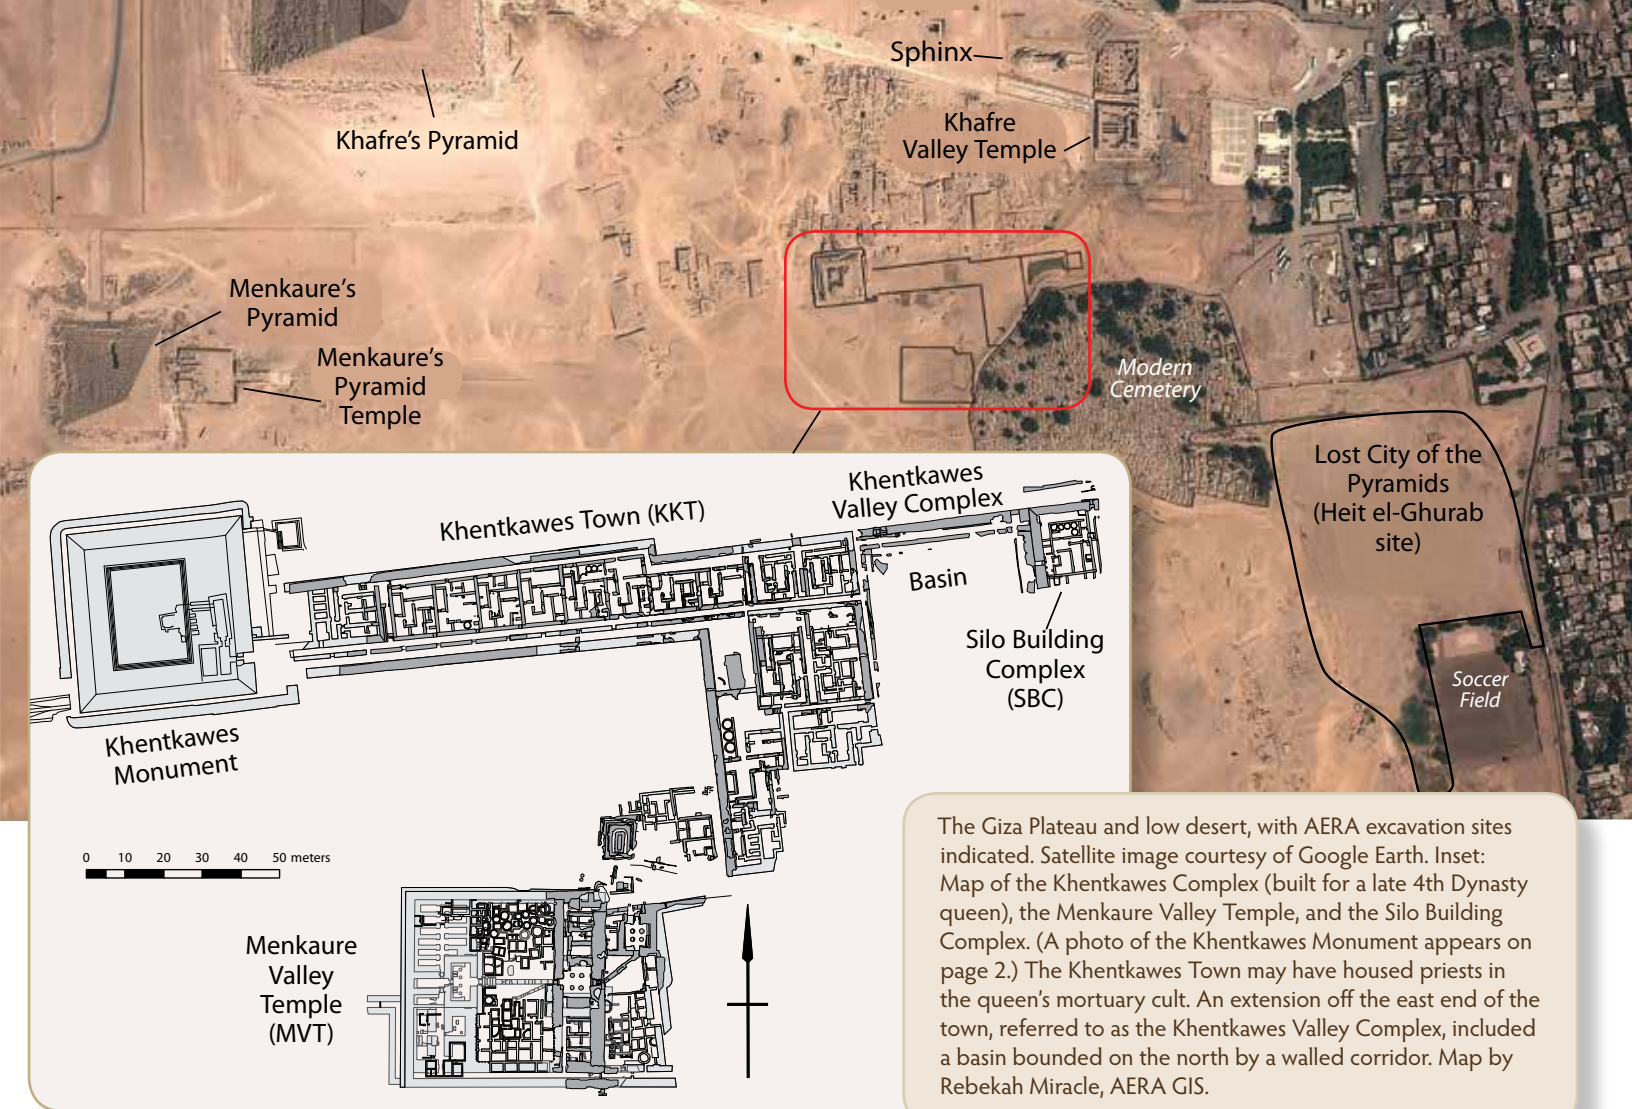 Sphinx
Khafre
Valley Temple
Khafre's Pyramid
Menkaure's
Pyramid
Menkaure's
Pyramid
Temple
Modern
Cemetery
Lost City of the
Pyramids
(Heit el-Ghurab
site)
Soccer
Field
Khentkawes
Valley Complex
Khentkawes Town (KKT)
Basin
Silo Building
Complex
(SBC)
Khentkawes
Monument
0 10 20 30 40 50 meters
Menkaure
Valley
Temple
(MVT)
The Giza Plateau and low desert, with AERA excavation sites
indicated. Satellite image courtesy of Google Earth. Inset:
Map of the Khentkawes Complex (built for a late 4th Dynasty
queen), the Menkaure Valley Temple, and the Silo Building
Complex. (A photo of the Khentkawes Monument appears on
page 2.) The Khentkawes Town may have housed priests in
the queen's mortuary cult. An extension off the east end of the
town, referred to as the Khentkawes Valley Complex, included
a basin bounded on the north by a walled corridor. Map by
Rebekah Miracle, AERA GIS.